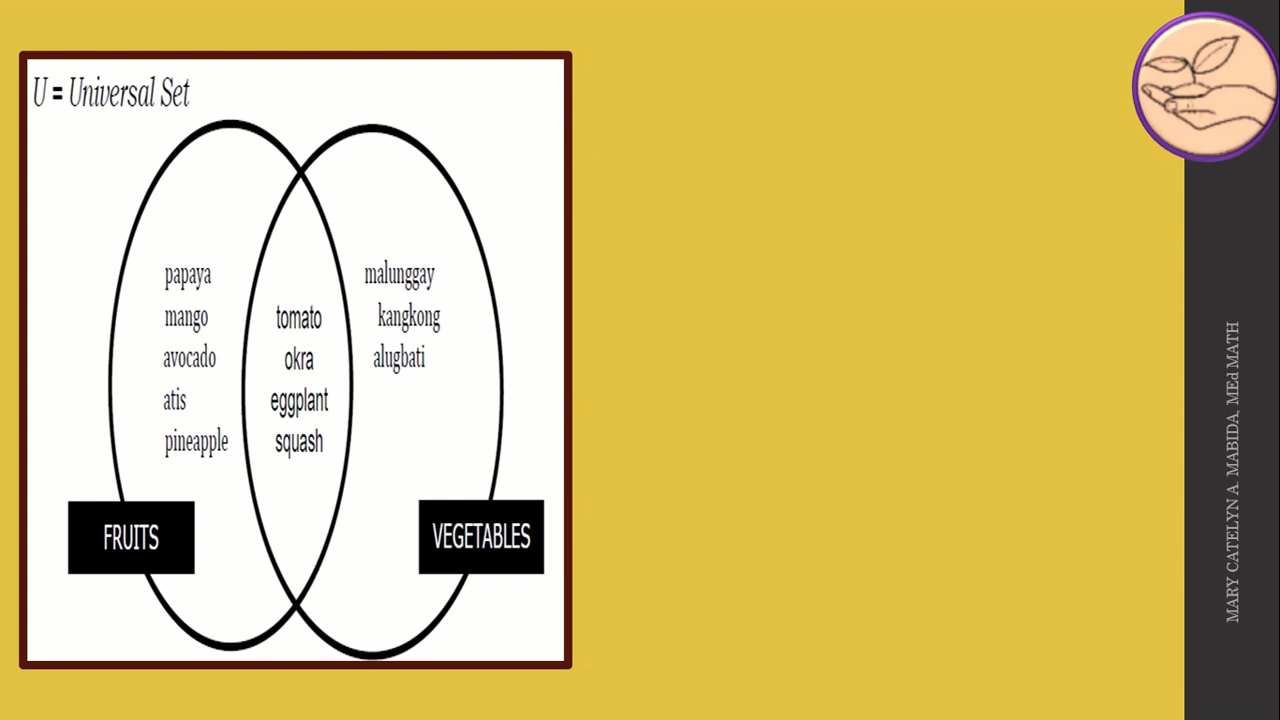 U = Universal Set
papaya
mango
avocado
atis
pineapple
tomato
okra
eggplant
squash
malunggay
kangkong
alugbati
FRUITS
VEGETABLES
MARY CATELYN A. MABIDA, MEd MATH